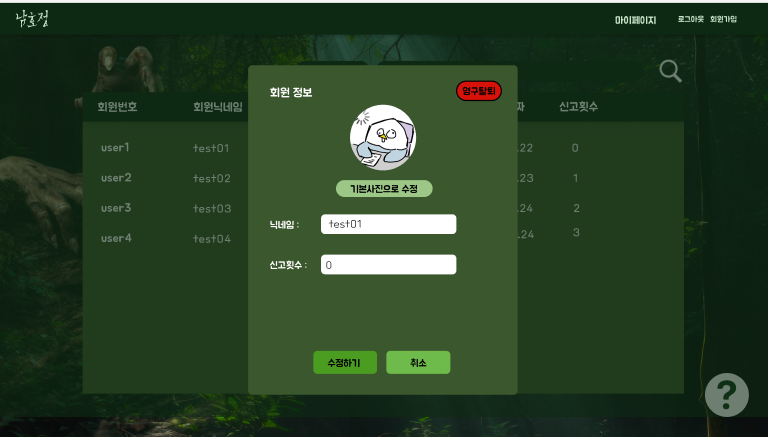 남호정
마이페이지 로그아웃 회원가입
회원 정보 영구탈퇴
회원번호 회원닉네임 짜 신고횟수
user1 test01 .22 0
기본사진으로 수정
user2 test02 .23 1
user3 test03 .24 2
닉네임 : test01
user4 test04 .24 3
신고횟수 : 0
수정하기 취소
?